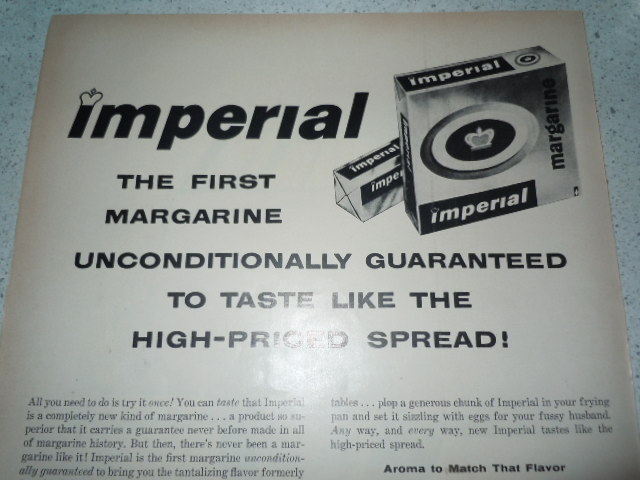 imperial
THE FIRST
MARGARINE
UNCONDITIONALLY GUARANTEED
TO TASTE LIKE THE
HIGH-PRICED SPREAD!
imperial
margarine
imperial
imperial
imperial
All you need to do is try it once! You can taste that Imperial
is a completely new kind of margarine... a product so su-
perior that it carries a guarantee never before made in all
of margarine history. But then, there's never been a mar-
garine like it! Imperial is the first margarine uncondition-
ally guaranteed to bring you the tantalizing flavor formerly
tables... plop a generous chunk of Imperial in your frying
pan and set it sizzling with eggs for your fussy husband.
Any way, and every way, new Imperial tastes like the
high-priced spread.
Aroma to Match That Flavor